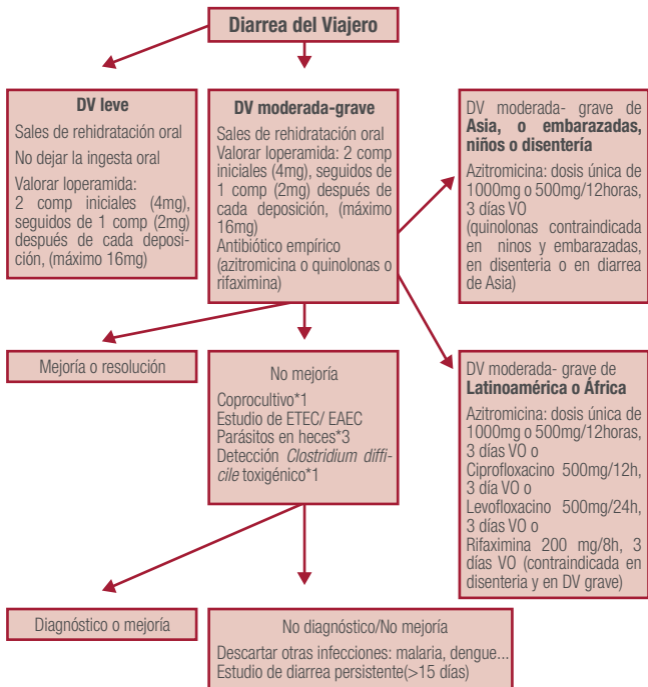 Diarrea del Viajero
DV leve
Sales de rehidratación oral
No dejar la ingesta oral
Valorar loperamida:
2 comp iniciales (4mg),
seguidos de 1 comp (2mg)
después de cada deposi-
ción, (máximo 16mg)
DV moderada-grave
Sales de rehidratación oral
Valorar loperamida: 2 comp
iniciales (4mg), seguidos de
1 comp (2mg) después de
cada deposición, (máximo
16mg)
Antibiótico empírico
(azitromicina o quinolonas o
rifaximina)
DV moderada- grave de
Asia, o embarazadas,
niños o disentería
Azitromicina: dosis única de
1000mg o 500mg/12horas,
3 días VO
(quinolonas contraindicada
en ninos y embarazadas,
en disenteria o en diarrea
de Asia)
Mejoría o resolución
No mejoría
Coprocultivo*1
Estudio de ETEC/ EAEC
Parásitos en heces*3
Detección Clostridium diffi-
cile toxigénico*1
DV moderada- grave de
Latinoamérica o África
Azitromicina: dosis única de
1000mg o 500mg/12horas,
3 días VO o
Ciprofloxacino 500mg/12h,
3 día VO o
Levofloxacino 500mg/24h,
3 días VO o
Rifaximina 200 mg/8h, 3
días VO (contraindicada en
disenteria y en DV grave)
Diagnóstico o mejoría
No diagnóstico/No mejoría
Descartar otras infecciones: malaria, dengue...
Estudio de diarrea persistente(>15 días)